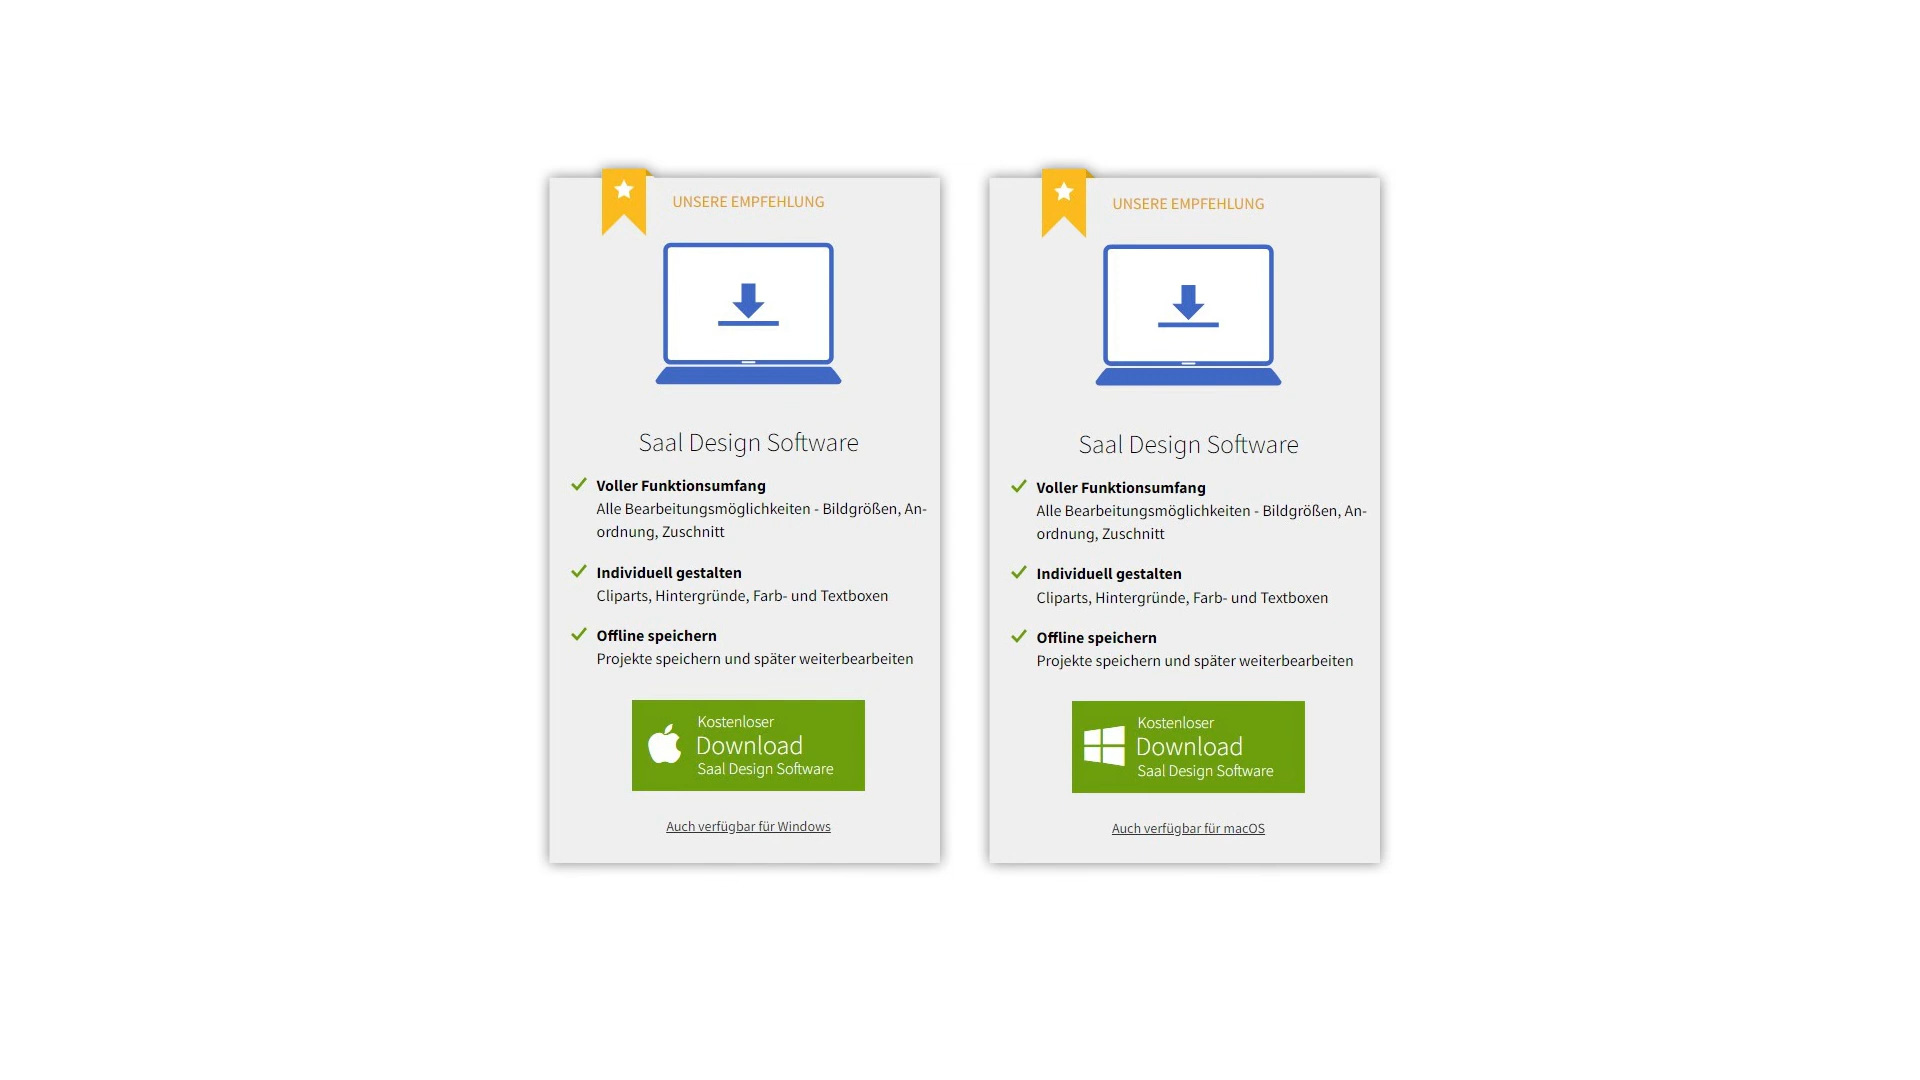 UNSERE EMPFEHLUNG
Saal Design Software
Voller Funktionsumfang
Alle Bearbeitungsmöglichkeiten - Bildgrößen, An-
ordnung, Zuschnitt
Individuell gestalten
Cliparts, Hintergründe, Farb- und Textboxen
Offline speichern
Projekte speichern und später weiterbearbeiten
Kostenloser
Download
Saal Design Software
Auch verfügbar für Windows
UNSERE EMPFEHLUNG
Saal Design Software
Voller Funktionsumfang
Alle Bearbeitungsmöglichkeiten - Bildgrößen, An-
ordnung, Zuschnitt
Individuell gestalten
Cliparts, Hintergründe, Farb- und Textboxen
Offline speichern
Projekte speichern und später weiterbearbeiten
Kostenloser
Download
Saal Design Software
Auch verfügbar für macOS